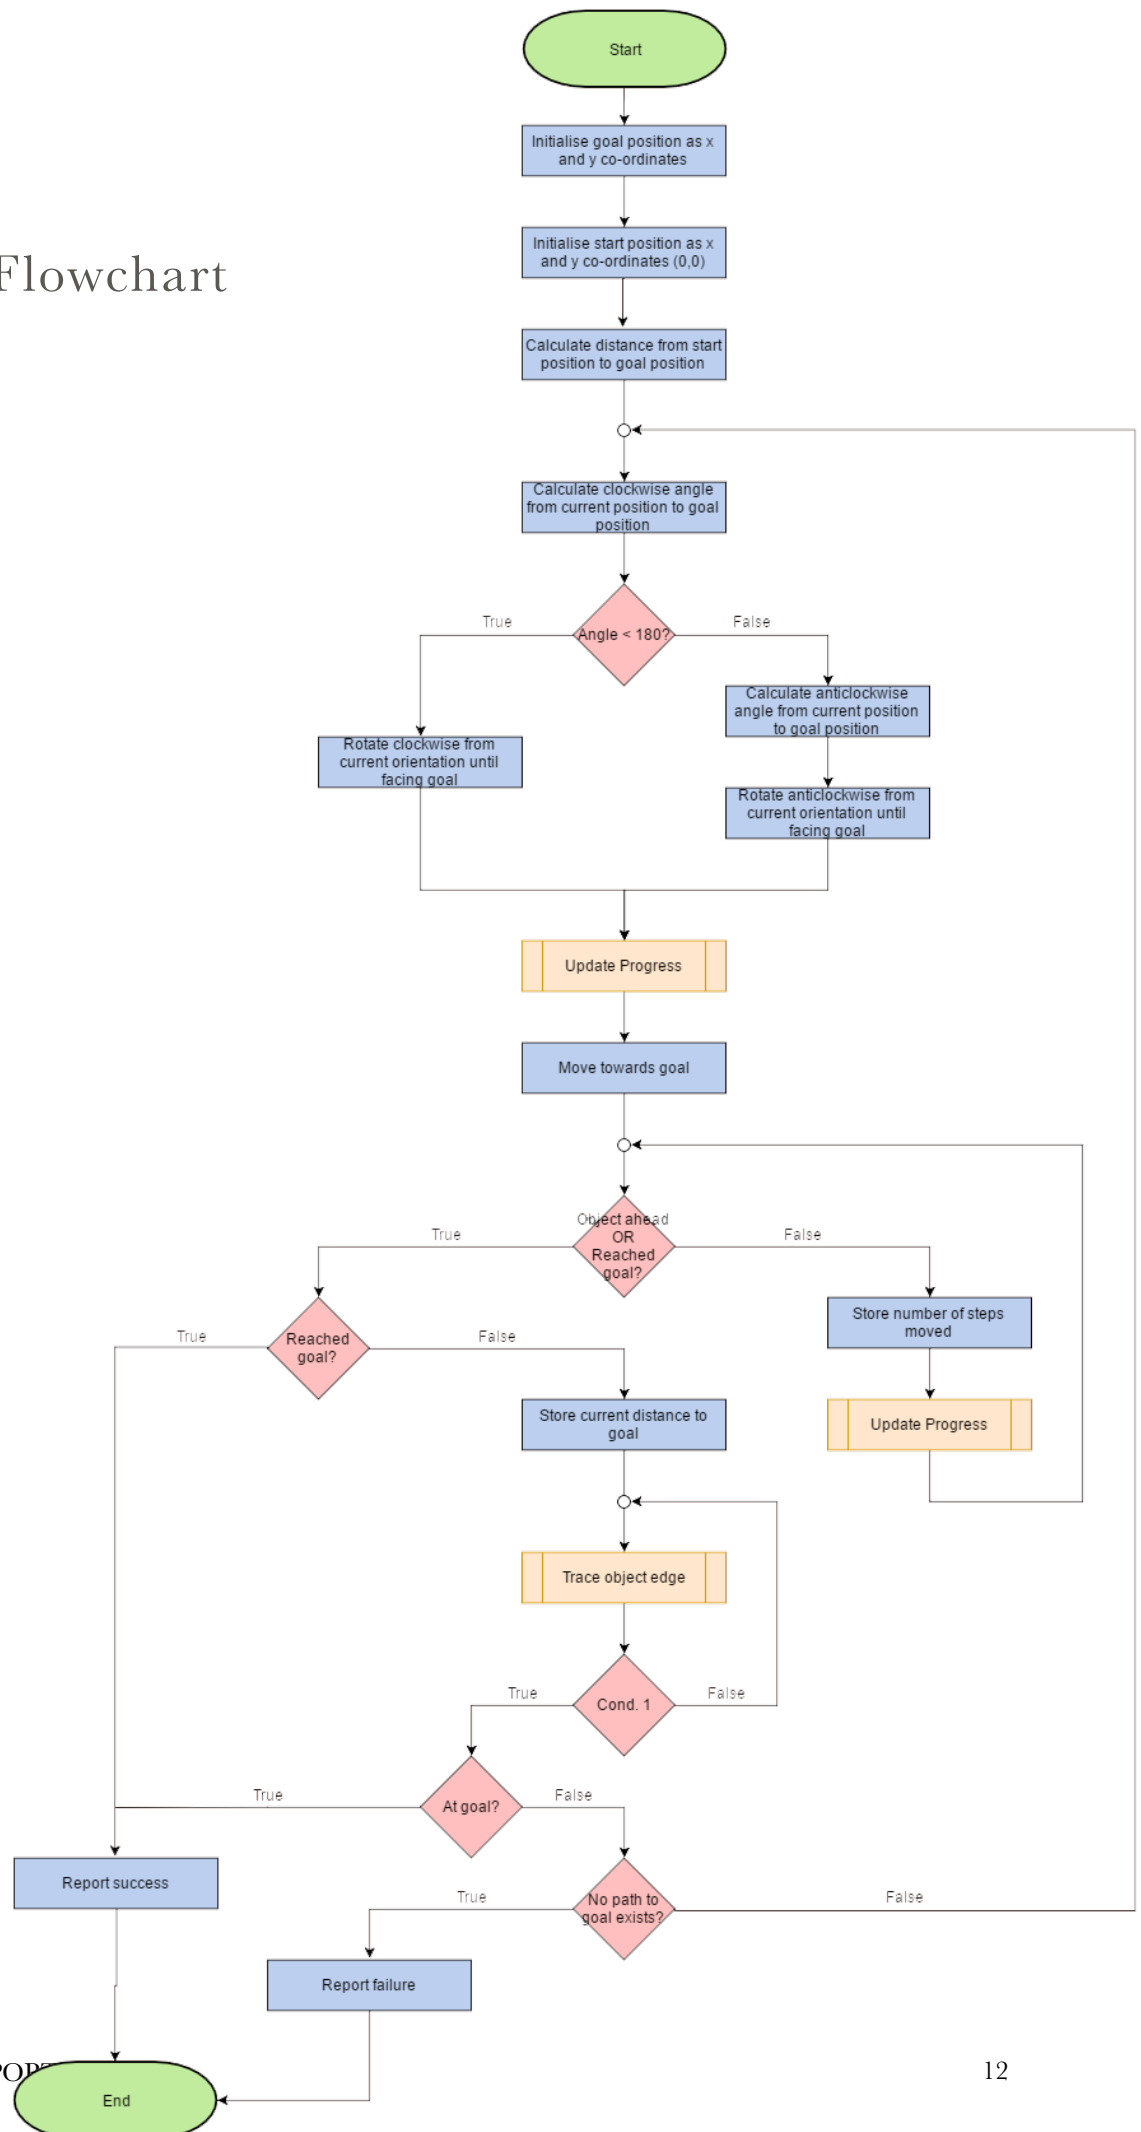 Start
Initialise goal position as x
and y co-ordinates
Flowchart
Initialise start position as x
and y co-ordinates (0,0)
Calculate distance from start
position to goal position
Calculate clockwise angle
from current position to goal
position
True
Angle < 180?
False
Calculate anticlockwise
angle from current position
to goal position
Rotate clockwise from
current orientation until
facing goal
Rotate anticlockwise from
current orientation until
facing goal
Update Progress
Move towards goal
True
Object ahead
OR
Reached
goal?
False
Store number of steps
moved
True
Reached
goal?
False
Store current distance to
goal
Update Progress
Trace object edge
True
Cond. 1
False
True
At goal?
False
Report success
True
No path to
goal exists?
False
Report failure
12
End